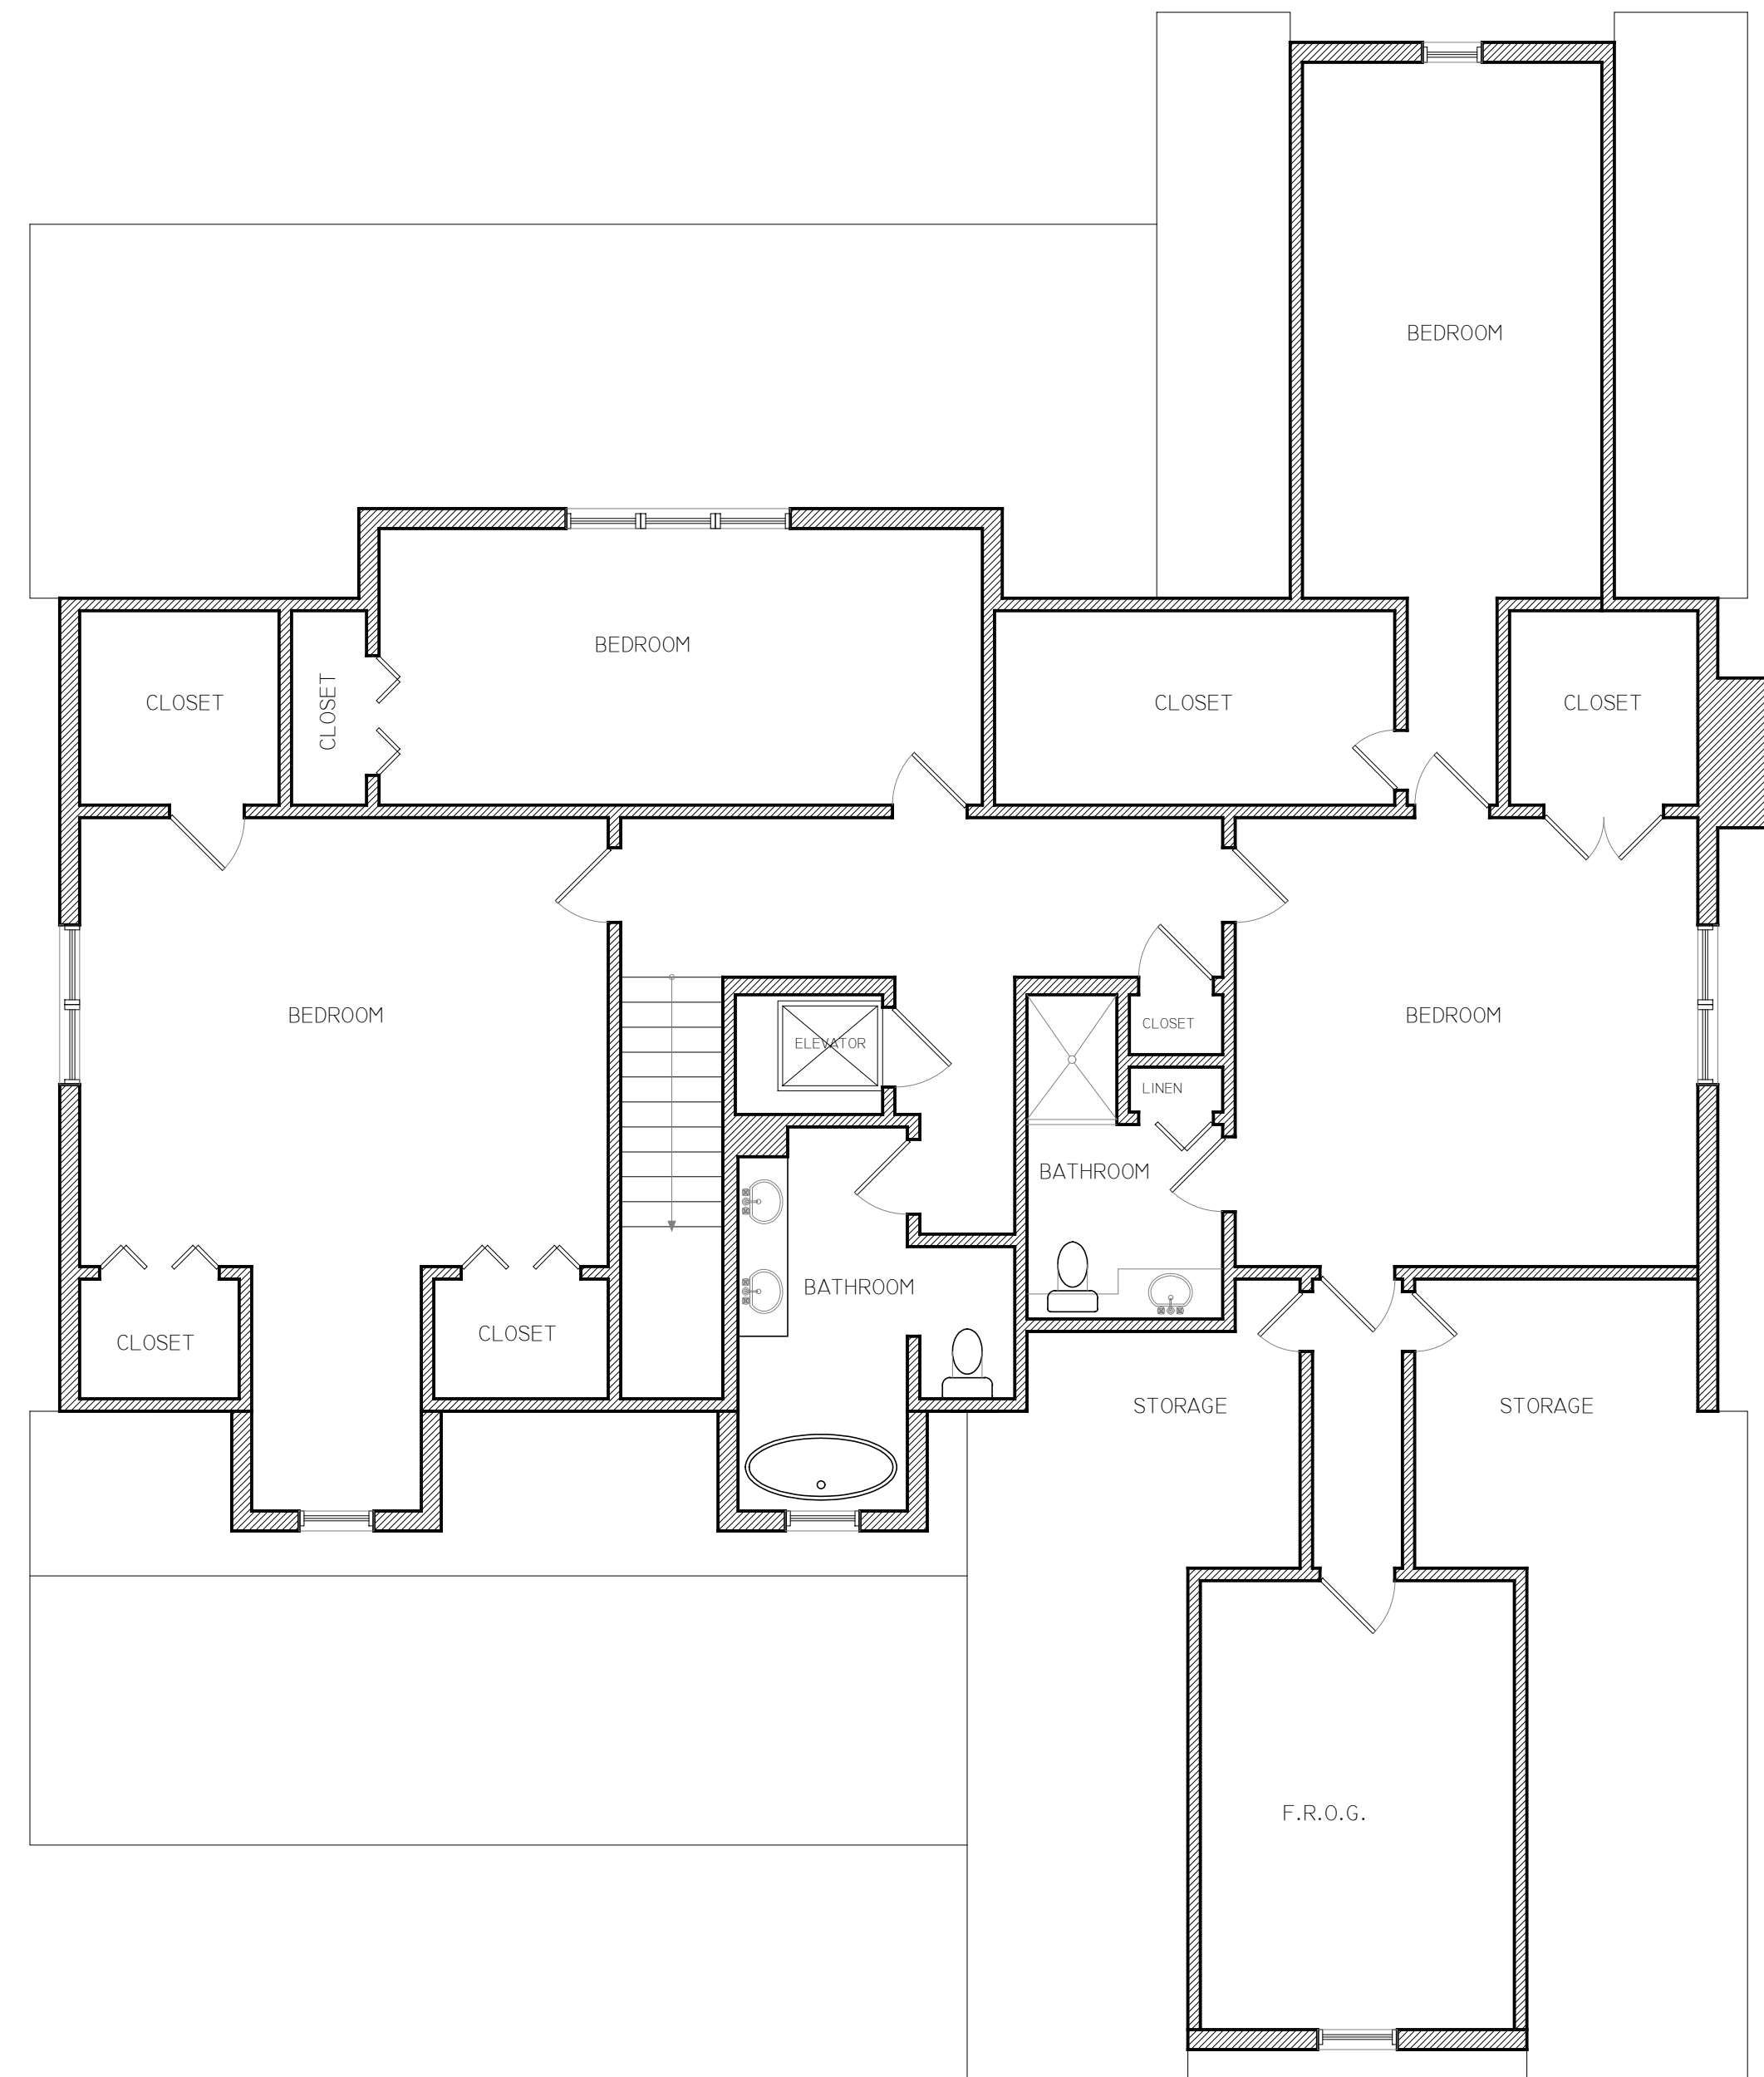 BEDROOM
BEDROOM
CLOSET
CLOSET
CLOSET
CLOSET
BEDROOM
BEDROOM
CLOSET
ELEVATOR
LINEN
BATHROOM
BATHROOM
CLOSET
CLOSET
STORAGE
STORAGE
F.R.O.G.